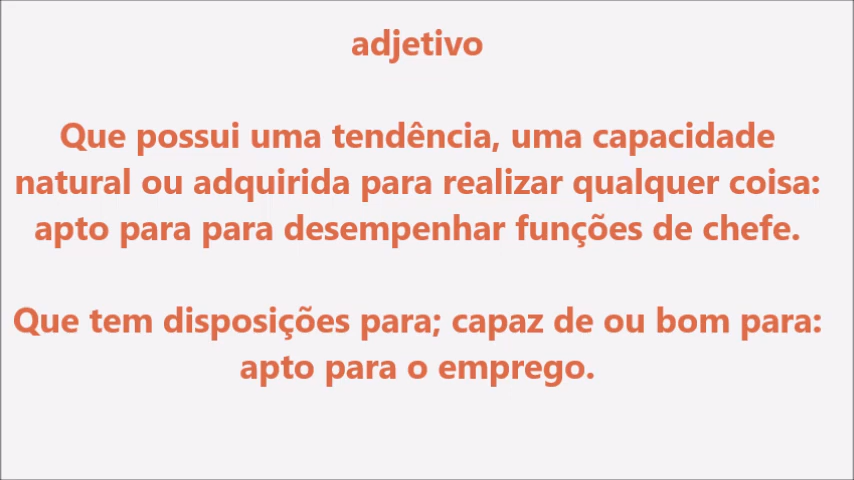 adjetivo
Que possui uma tendência, uma capacidade
natural ou adquirida para realizar qualquer coisa:
apto para para desempenhar funções de chefe.
Que tem disposições para; capaz de ou bom para:
apto para o emprego.